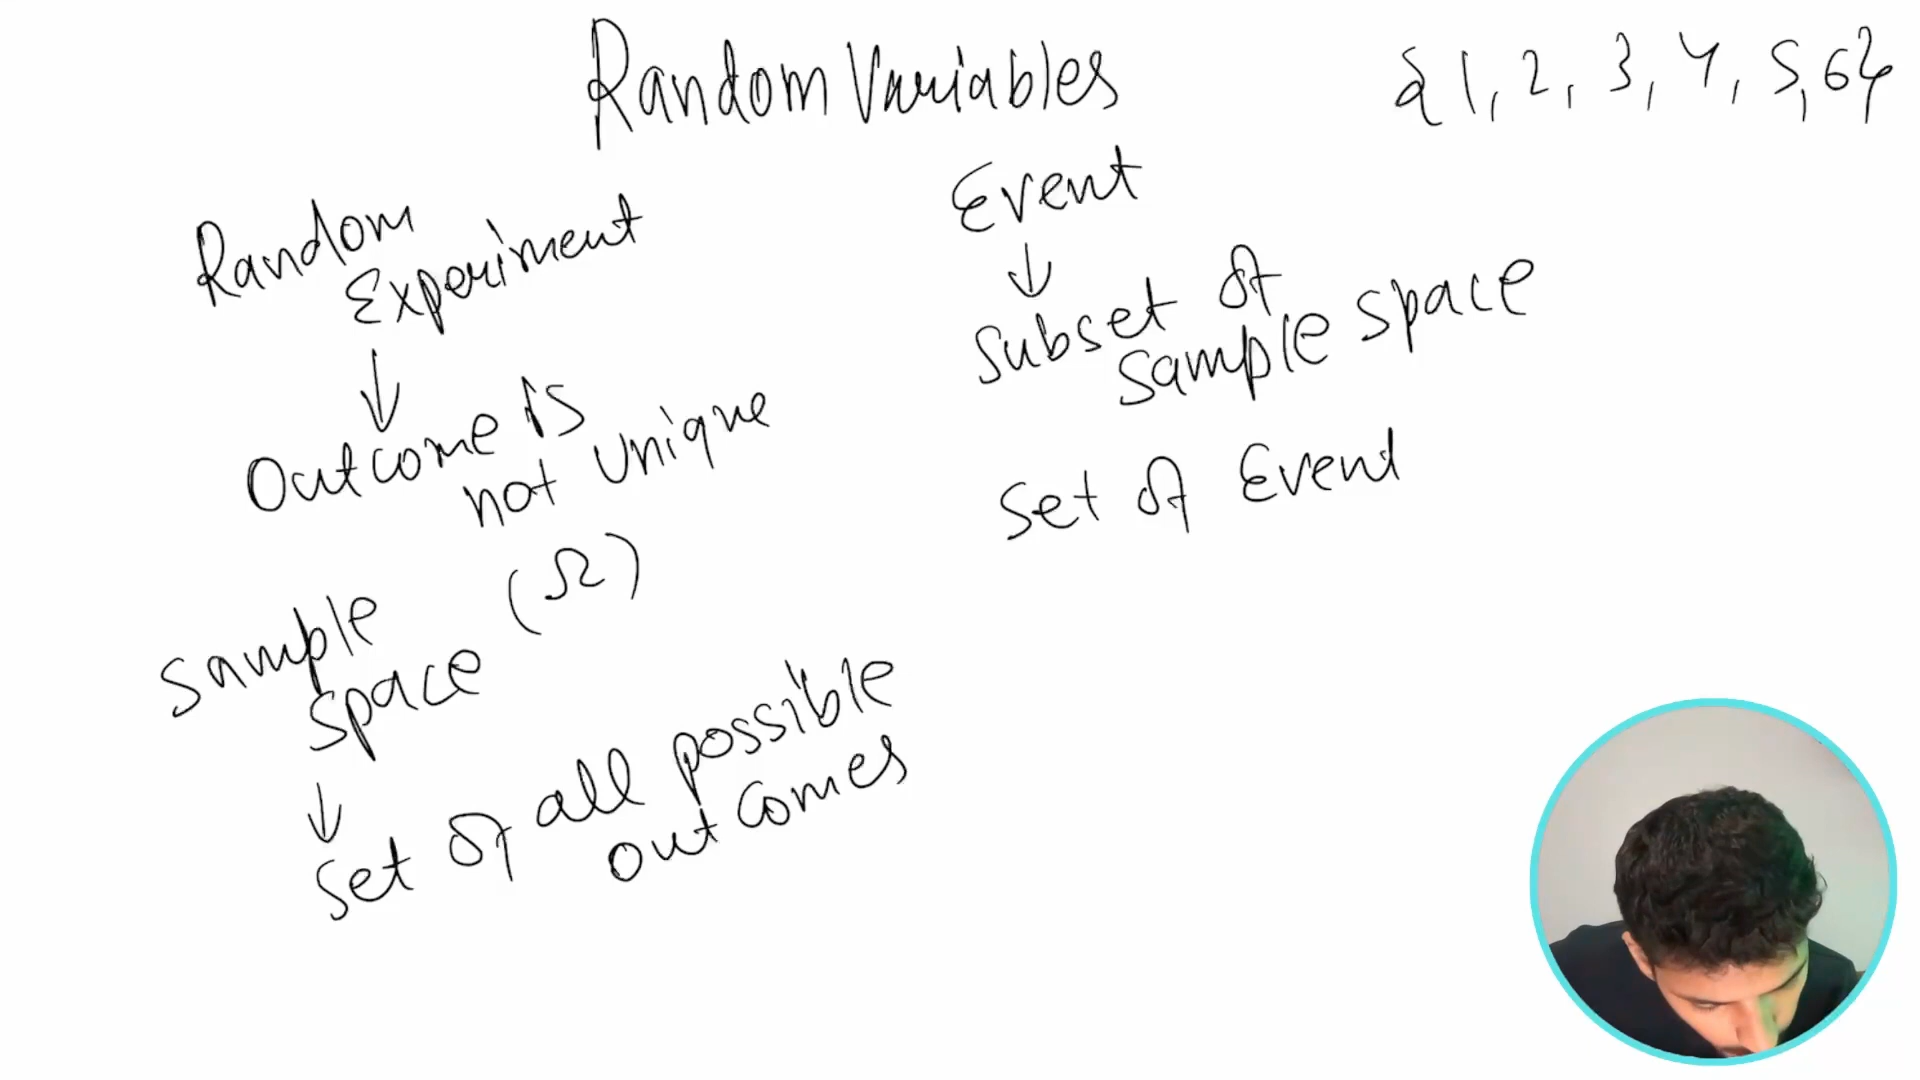 Random Variables
{1, 2, 3, 4, 5, 6}
Random
Experiment
↓
Outcome is
not unique
Sample
space (Ω)
↓
Set of all possible
outcomes
Event
↓
Subset of
sample space
Set of Event